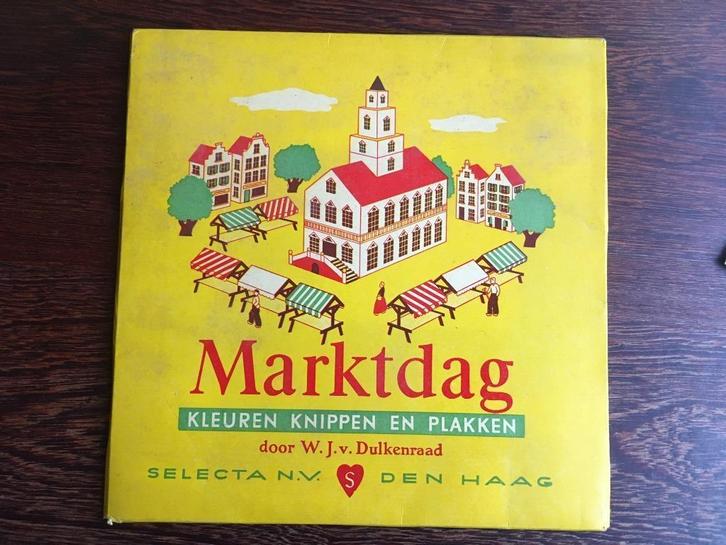 Marktdag
KLEUREN KNIPPEN EN PLAKKEN
door W. J. v. Dulkenraad
SELECTA N.V. S DEN HAAG